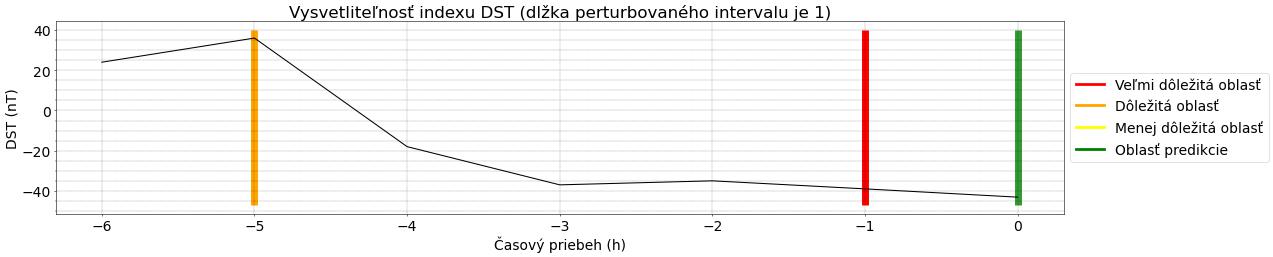 Vysvetliteľnosť indexu DST (dĺžka perturbovaného intervalu je 1)
DST (nT)
40
20
0
−20
−40
−6 −5 −4 −3 −2 −1 0
Časový priebeh (h)
Veľmi dôležitá oblasť
Dôležitá oblasť
Menej dôležitá oblasť
Oblasť predikcie